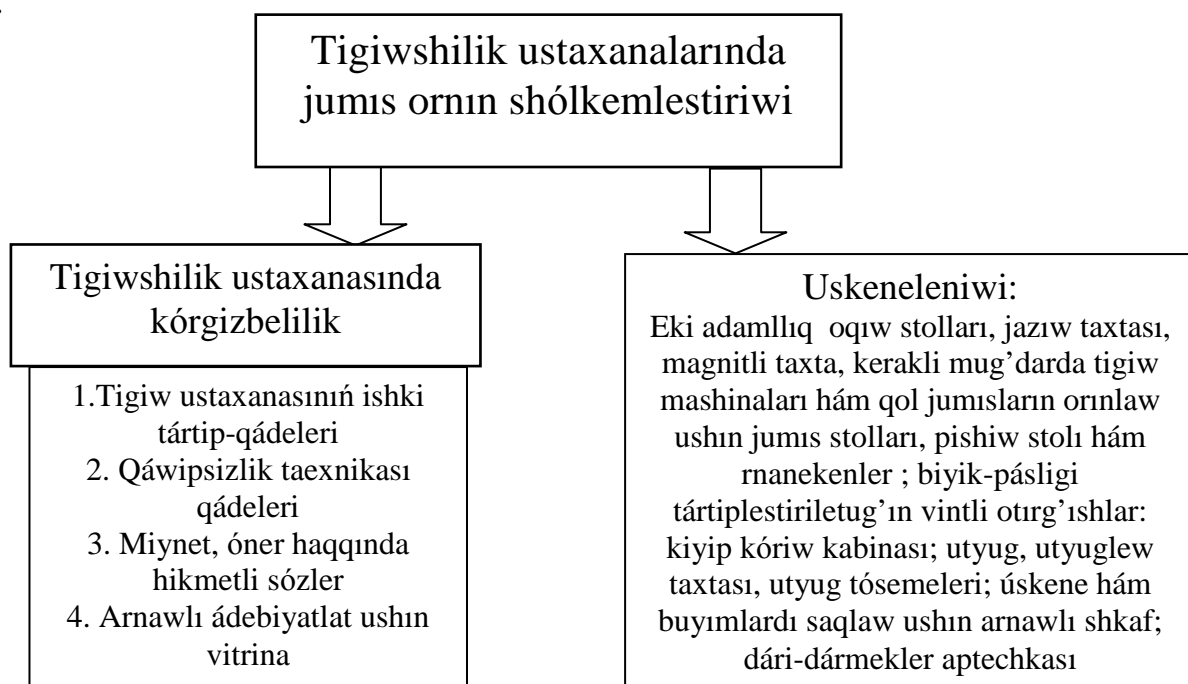 Tigiwshilik ustaxanalarında
jumıs ornın shólkemlestiriwi
Tigiwshilik ustaxanasında
kórgizbelilik
1.Tigiw ustaxanasınıń ishki
tártip-qádeleri
2. Qáwipsizlik taexnikası
qádeleri
3. Miynet, óner haqqında
hikmetli sózler
4. Arnawlı ádebiyatlat ushın
vitrina
Uskeneleniwi:
Eki adamllıq oqıw stolları, jazıw taxtası,
magnitli taxta, kerakli mug’darda tigiw
mashinaları hám qol jumısların orınlaw
ushın jumıs stolları, pishiw stolı hám
rnanekenler ; biyik-pásligi
tártiplestiriletug’ın vintli otırg’ıshlar:
kiyip kóriw kabinası; utyug, utyuglew
taxtası, utyug tósemeleri; úskene hám
buyımlardı saqlaw ushın arnawlı shkaf;
dári-dármekler aptechkası